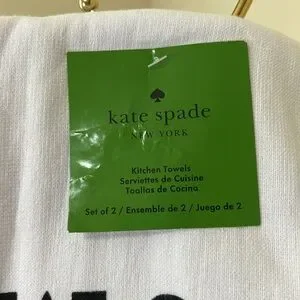 kate spade
NEW YORK
Kitchen Towels
Serviettes de Cuisine
Toallas de Cocina
Set of 2 / Ensemble de 2 / Juego de 2